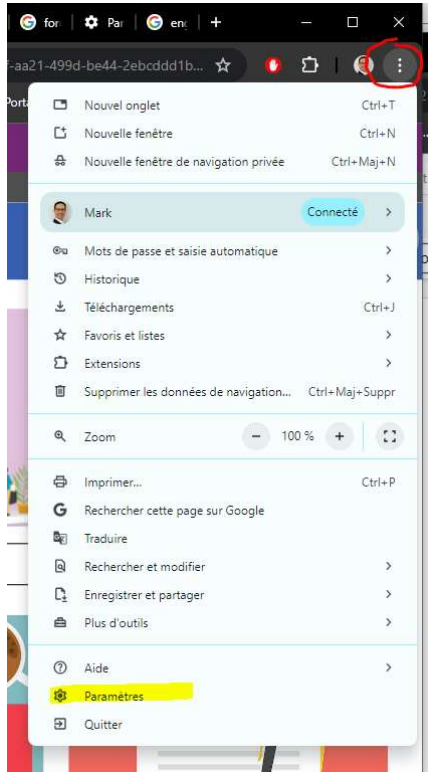 for
Par
eng
f-aa21-499d-be44-2ebcddd1b...
Porta
Nouvel onglet Ctrl+T
Nouvelle fenêtre Ctrl+N
Nouvelle fenêtre de navigation privée Ctrl+Maj+N
Mark Connecté
Mots de passe et saisie automatique
Historique
Téléchargements Ctrl+J
Favoris et listes
Extensions
Supprimer les données de navigation... Ctrl+Maj+Suppr
Zoom - 100 % +
Imprimer... Ctrl+P
Rechercher cette page sur Google
Traduire
Rechercher et modifier
Enregistrer et partager
Plus d'outils
Aide
Paramètres
Quitter